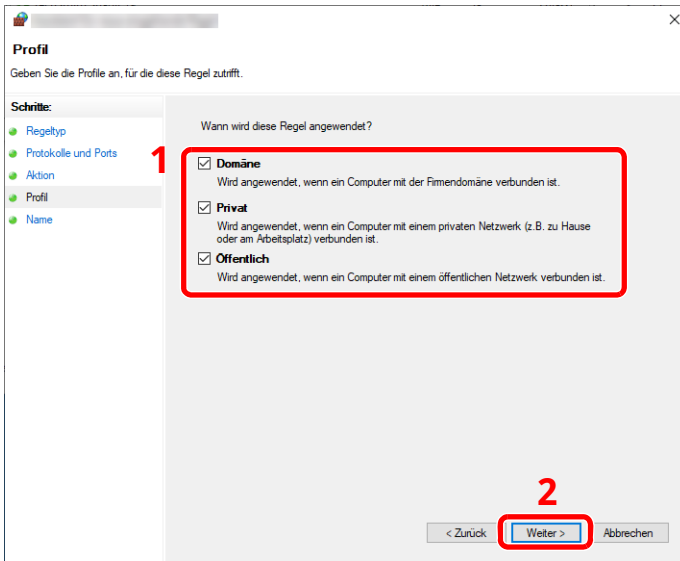 Profil
Geben Sie die Profile an, für die diese Regel zutrifft.
Schritte:
Regeltyp
Protokolle und Ports
Aktion
Profil
Name
Wann wird diese Regel angewendet?
1
Domäne
Wird angewendet, wenn ein Computer mit der Firmendomäne verbunden ist.
Privat
Wird angewendet, wenn ein Computer mit einem privaten Netzwerk (z.B. zu Hause
oder am Arbeitsplatz) verbunden ist.
Öffentlich
Wird angewendet, wenn ein Computer mit einem öffentlichen Netzwerk verbunden ist.
2
< Zurück Weiter > Abbrechen